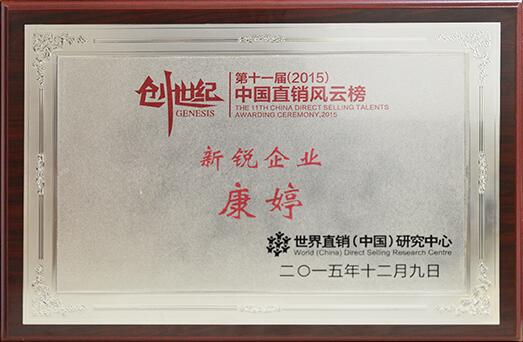 创世纪
GENESIS
第十一届(2015)
中国直销风云榜
THE 11TH CHINA DIRECT SELLING TALENTS
AWARDING CEREMONY,2015
新锐企业
康婷
世界直销(中国)研究中心
World (China) Direct Selling Research Centre
二〇一五年十二月九日